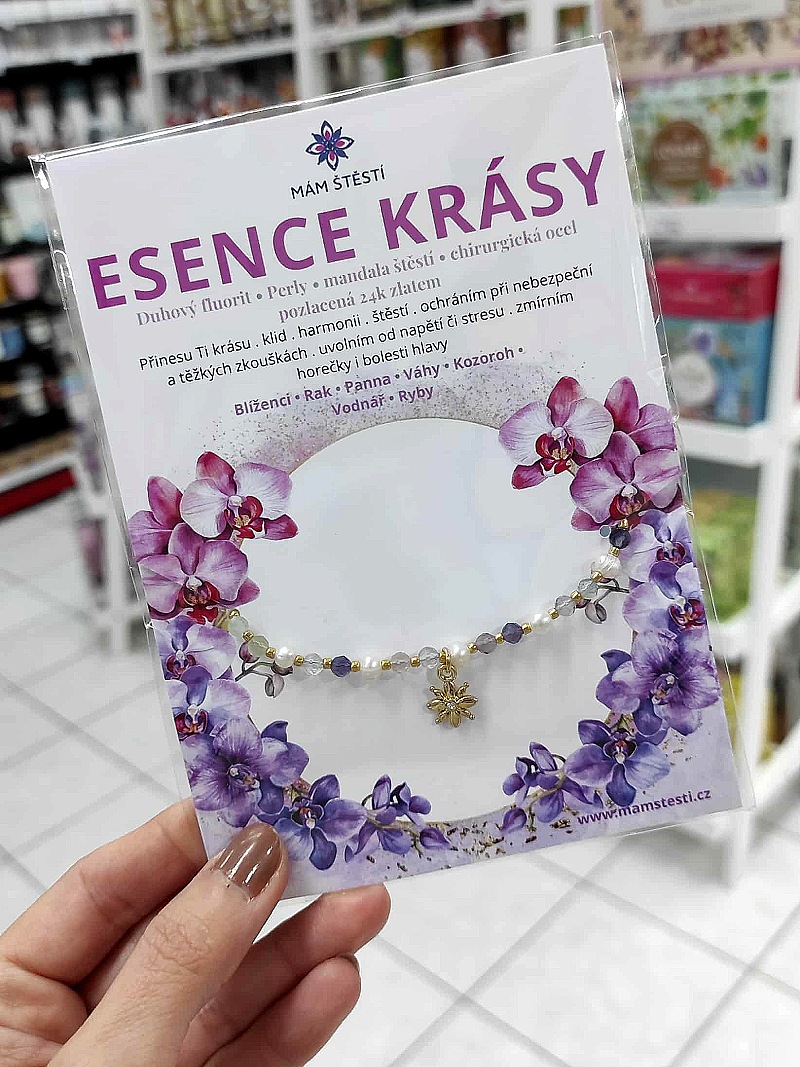 MÁM ŠTĚSTÍ
ESENCE KRÁSY
Duhový fluorit • Perly • mandala štěstí • chirurgická ocel
pozlacená 24k zlatem
Přinesu Ti krásu . klid . harmonii . štěstí . ochráním při nebezpeční
a těžkých zkouškách . uvolním od napětí či stresu . zmírním
horečky i bolesti hlavy
Blíženci • Rak • Panna • Váhy • Kozoroh •
Vodnář • Ryby
www.mamstesti.cz